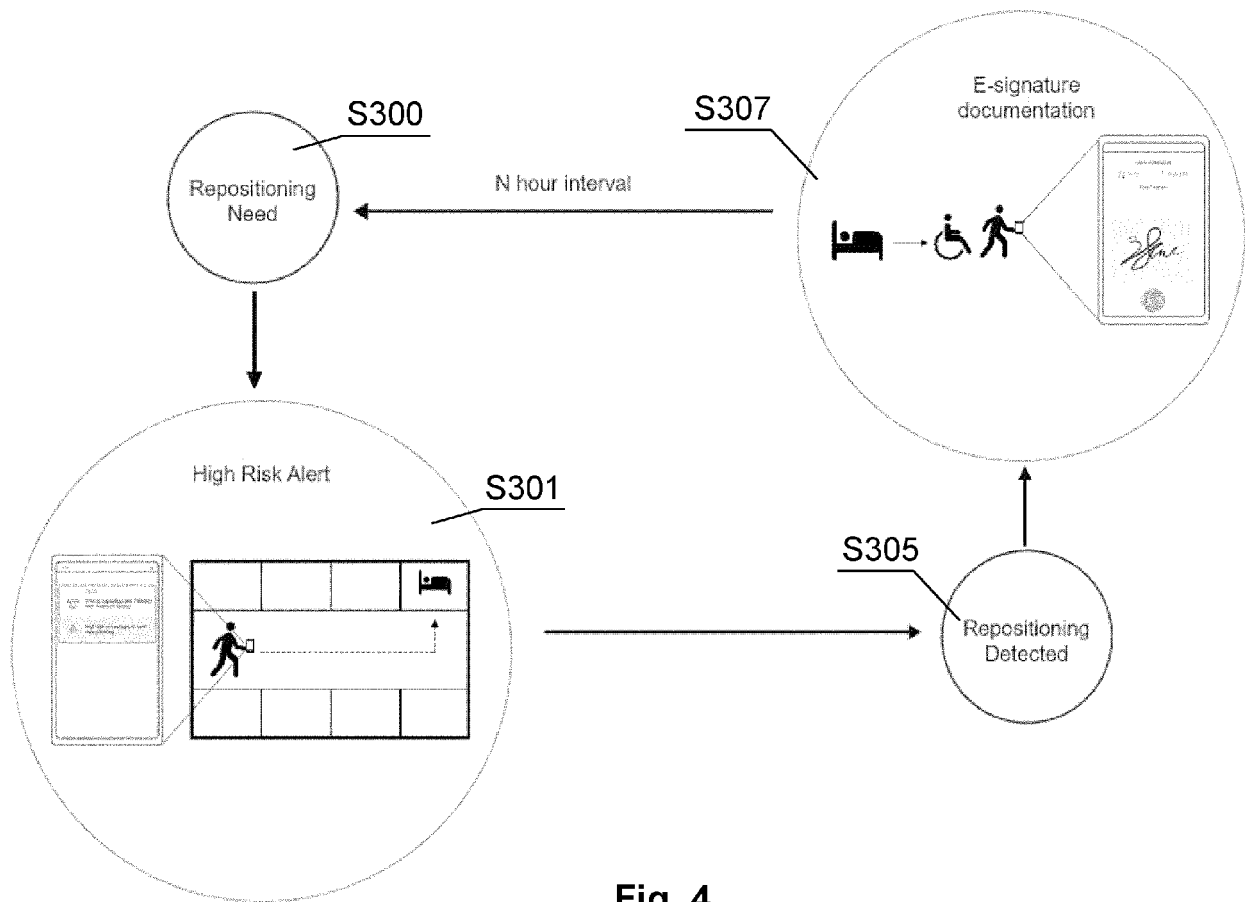 S300
Repositioning
Need
N hour interval
S307
E-signature
documentation
High Risk Alert
S301
S305
Repositioning
Detected
Fig. 4